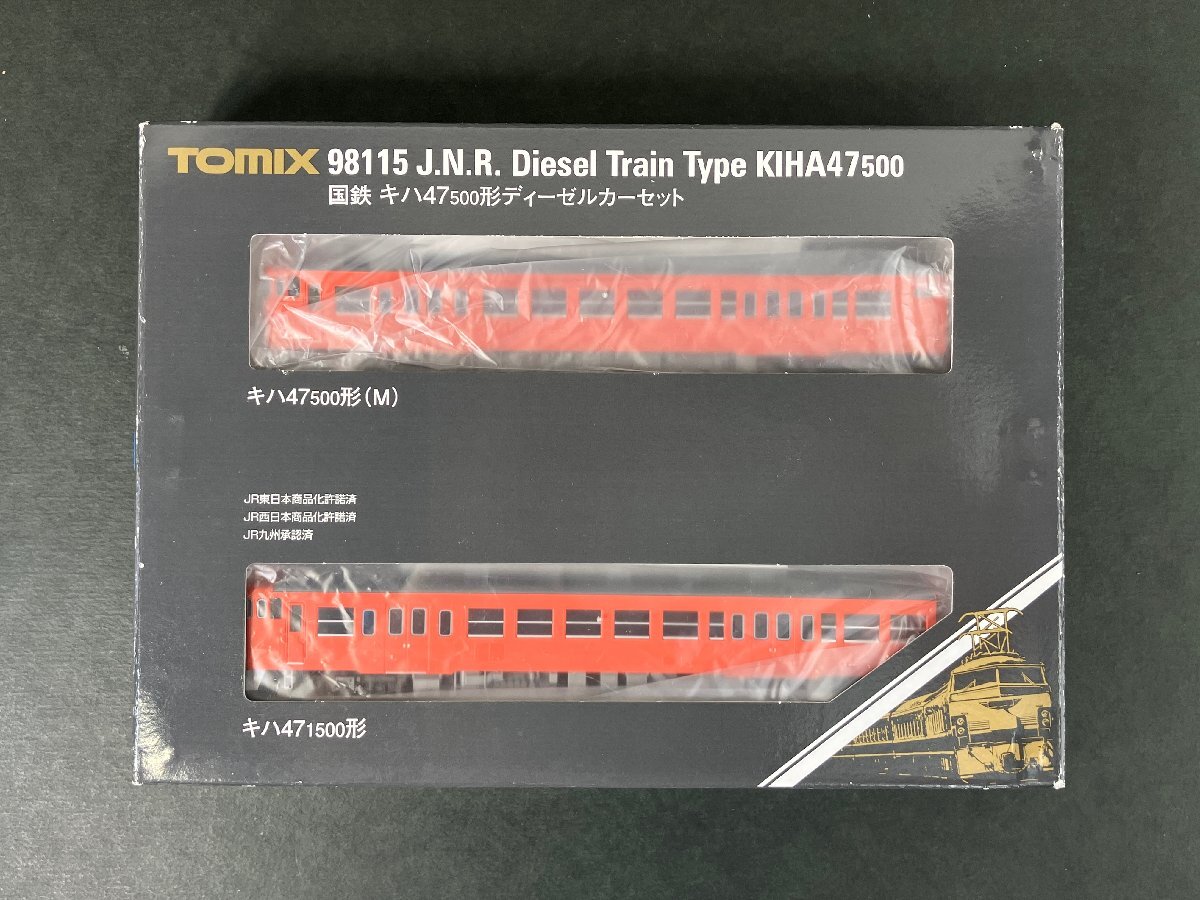 TOMIX 98115 J.N.R. Diesel Train Type KIHA47500
国鉄 キハ47500形ディーゼルカーセット
キハ47500形(M)
JR東日本商品化許諾済
JR西日本商品化許諾済
JR九州承認済
キハ471500形